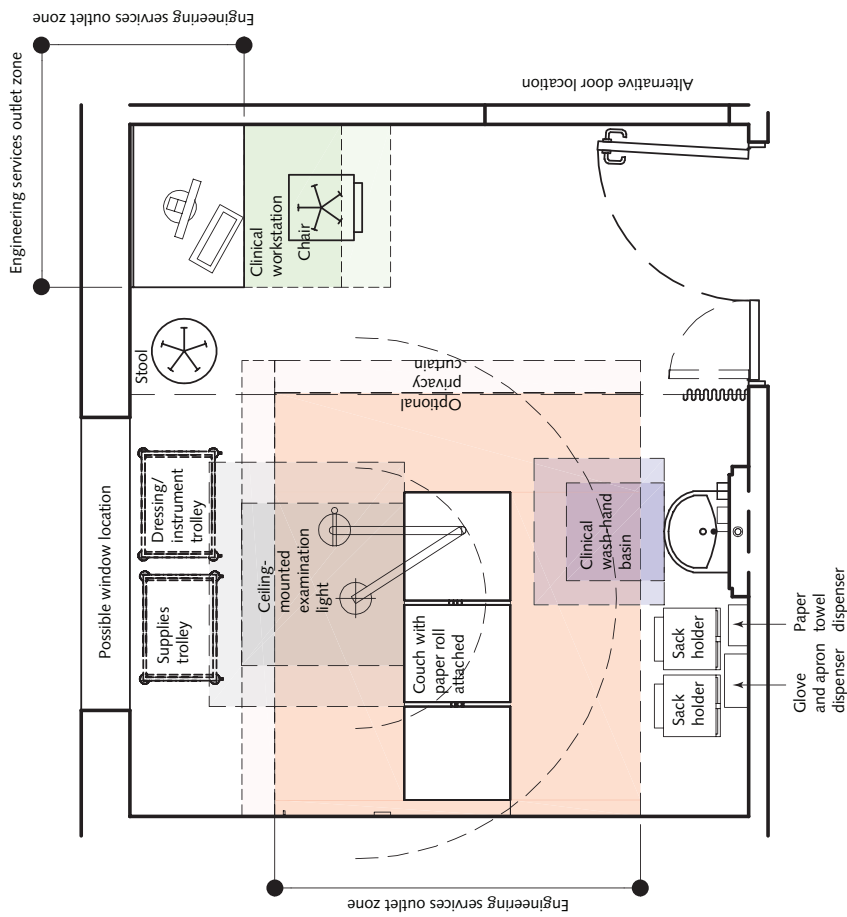 Engineering services outlet zone
Engineering services outlet zone
Alternative door location
Clinical
workstation
Chair
Stool
Optional
privacy
curtain
Possible window location
Dressing/
instrument
trolley
Supplies
trolley
Ceiling-
mounted
examination
light
Couch with
paper roll
attached
Clinical
wash-hand
basin
Sack
holder
Sack
holder
Paper
towel
dispenser
Glove
and apron
dispenser
Engineering services outlet zone